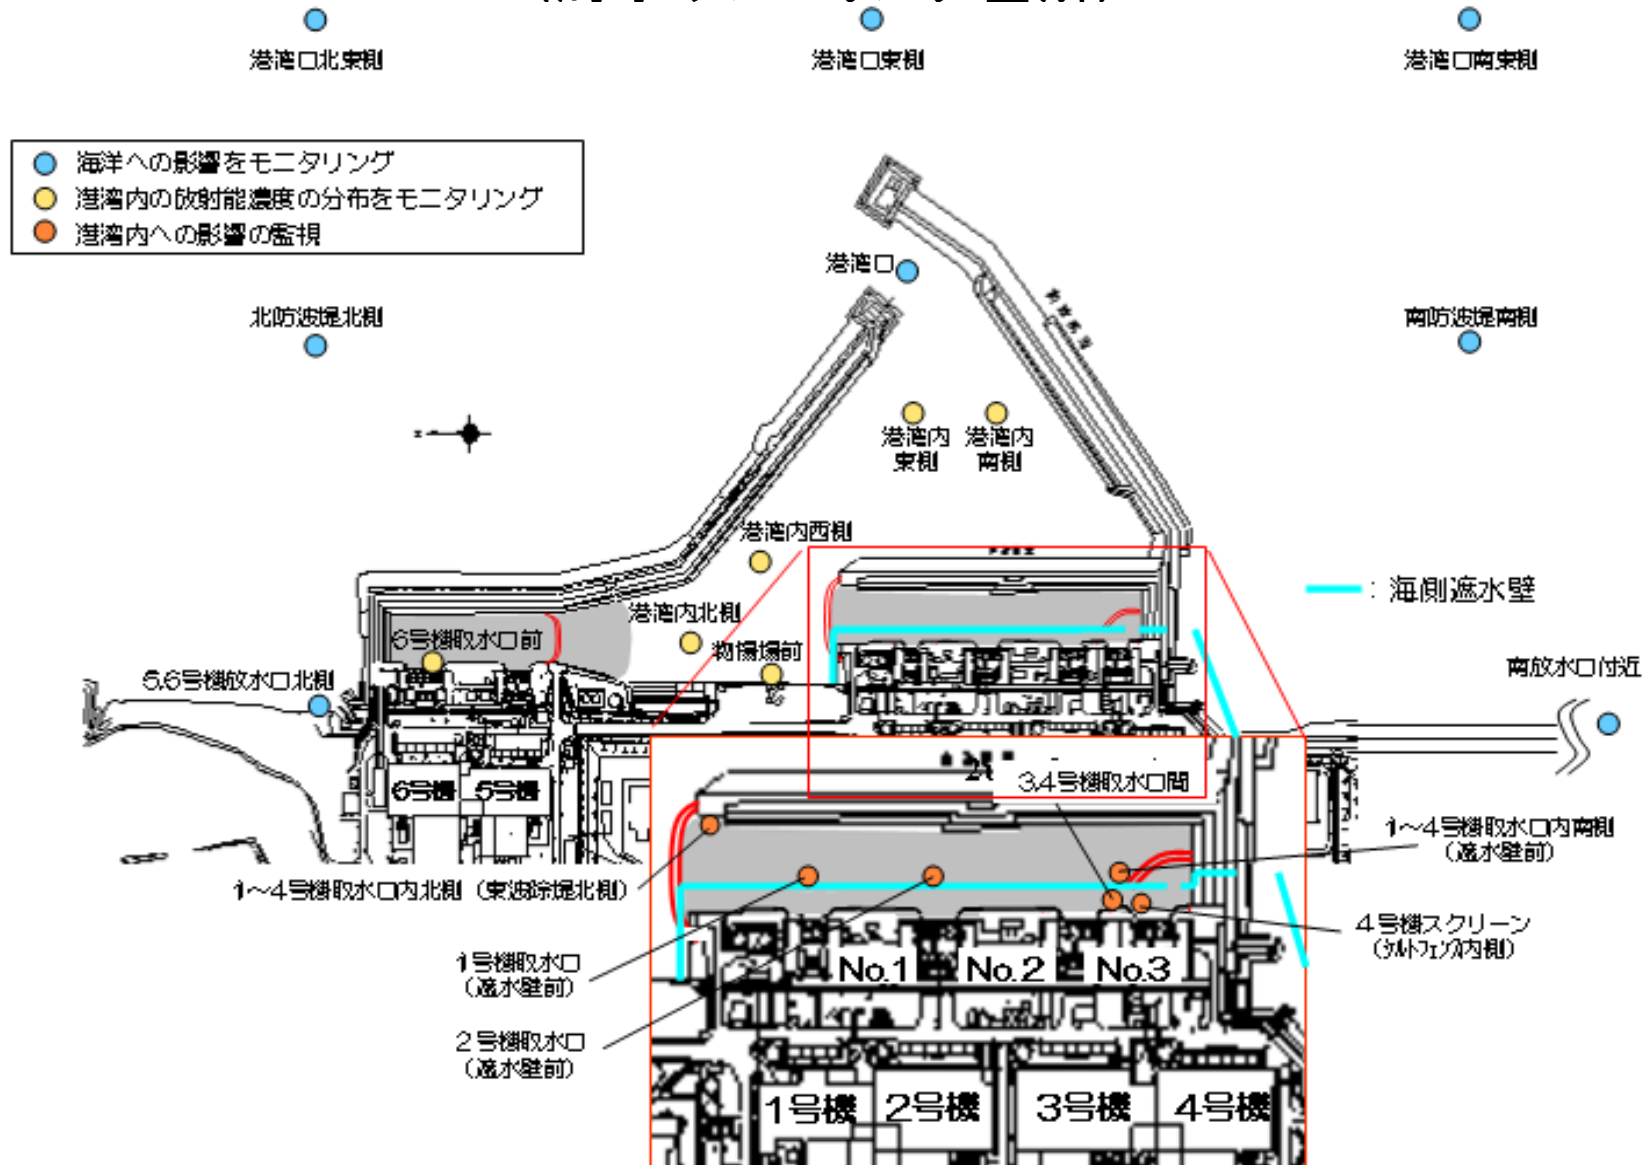 港湾口北東側
港湾口東側
港湾口南東側
海洋への影響をモニタリング
港湾内の放射能濃度の分布をモニタリング
港湾内への影響の監視
港湾口
北防波堤北側
南防波堤南側
港湾内
東側
港湾内
南側
港湾内西側
: 海側遮水壁
港湾内北側
6号機取水口前
物揚場前
5,6号機放水口北側
南放水口付近
3,4号機取水口間
6号機
5号機
1～4号機取水口内南側
(遮水壁前)
1～4号機取水口内北側 (東波除堤北側)
4号機スクリーン
(シルトフェンス内側)
1号機取水口
(遮水壁前)
No.1
No.2
No.3
2号機取水口
(遮水壁前)
1号機
2号機
3号機
4号機